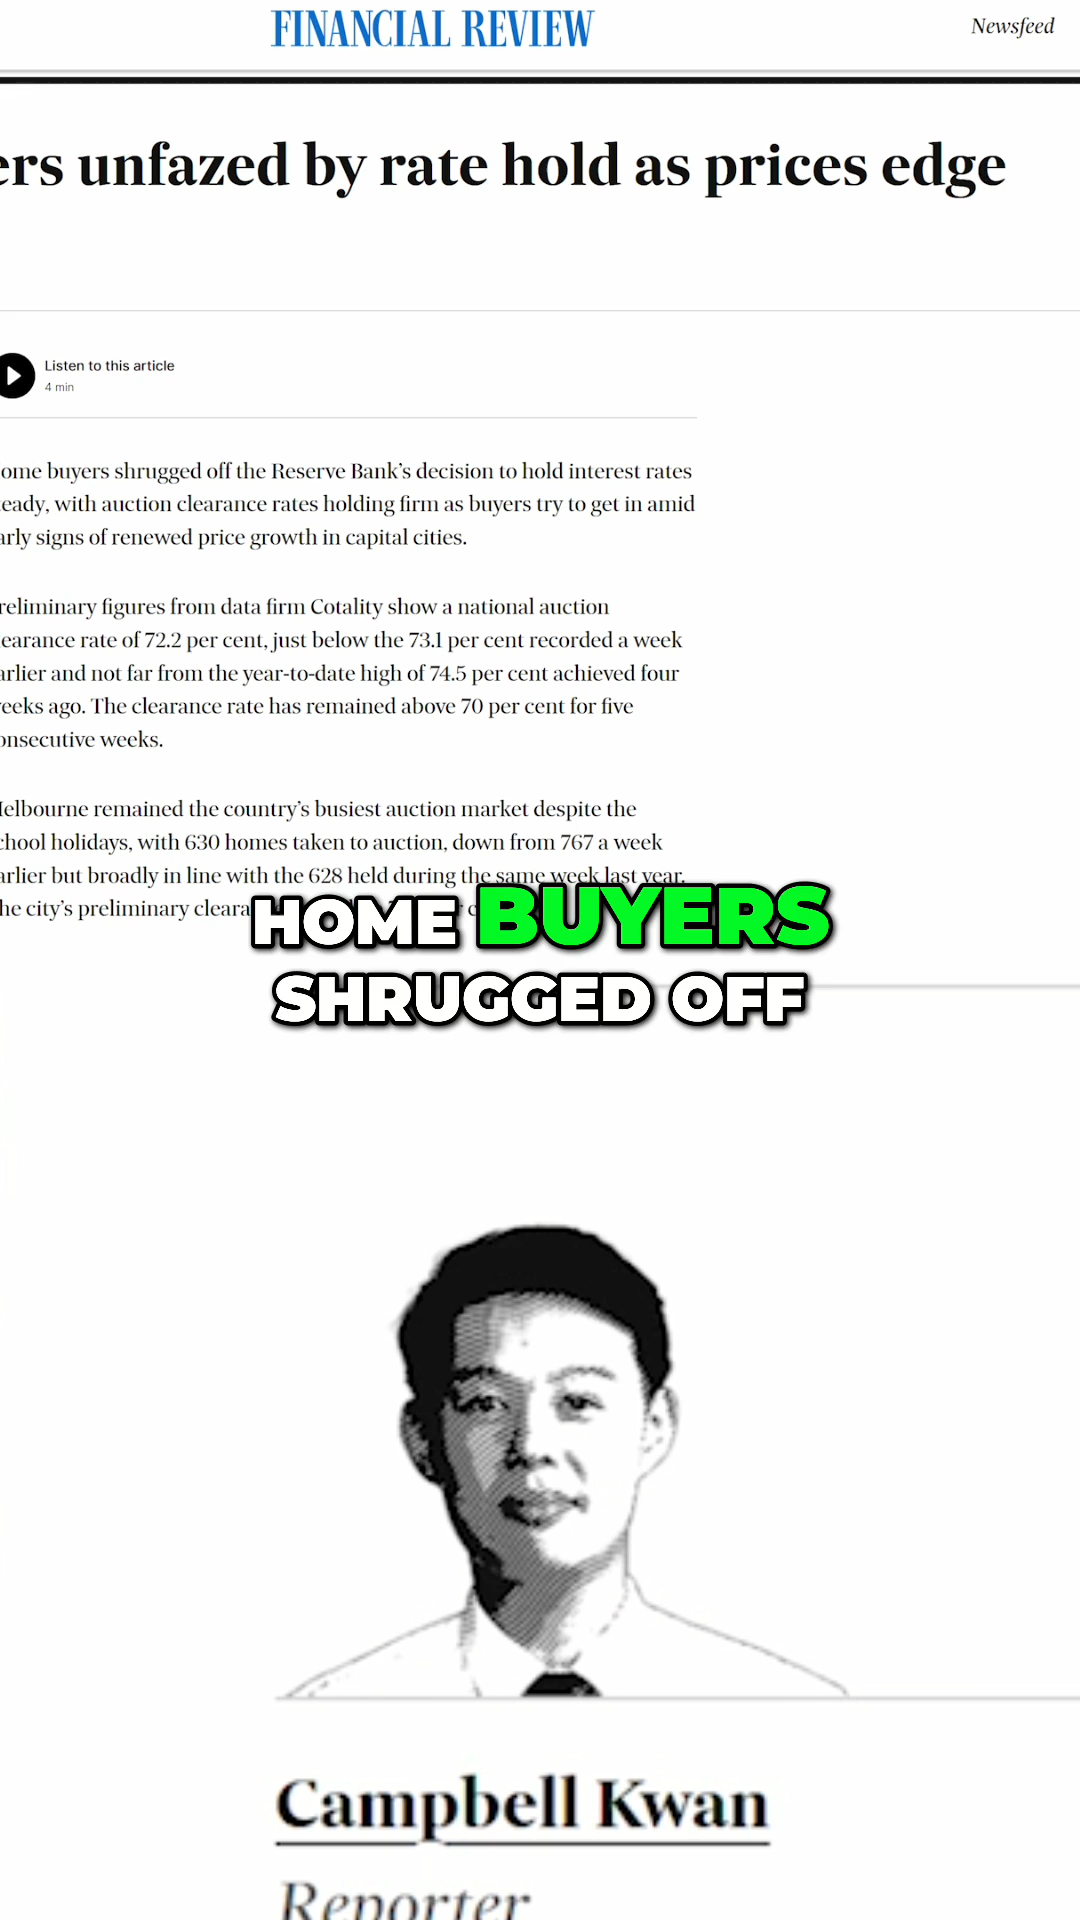 FINANCIAL REVIEW
Newsfeed
ers unfazed by rate hold as prices edge
Listen to this article
4 min
ome buyers shrugged off the Reserve Bank’s decision to hold interest rates
eady, with auction clearance rates holding firm as buyers try to get in amid
arly signs of renewed price growth in capital cities.
reliminary figures from data firm Cotality show a national auction
earance rate of 72.2 per cent, just below the 73.1 per cent recorded a week
arlier and not far from the year-to-date high of 74.5 per cent achieved four
eeks ago. The clearance rate has remained above 70 per cent for five
onsecutive weeks.
elbourne remained the country’s busiest auction market despite the
chool holidays, with 630 homes taken to auction, down from 767 a week
arlier but broadly in line with the 628 held during the same week last year.
he city’s preliminary cleara
HOME BUYERS
SHRUGGED OFF
Campbell Kwan
Reporter